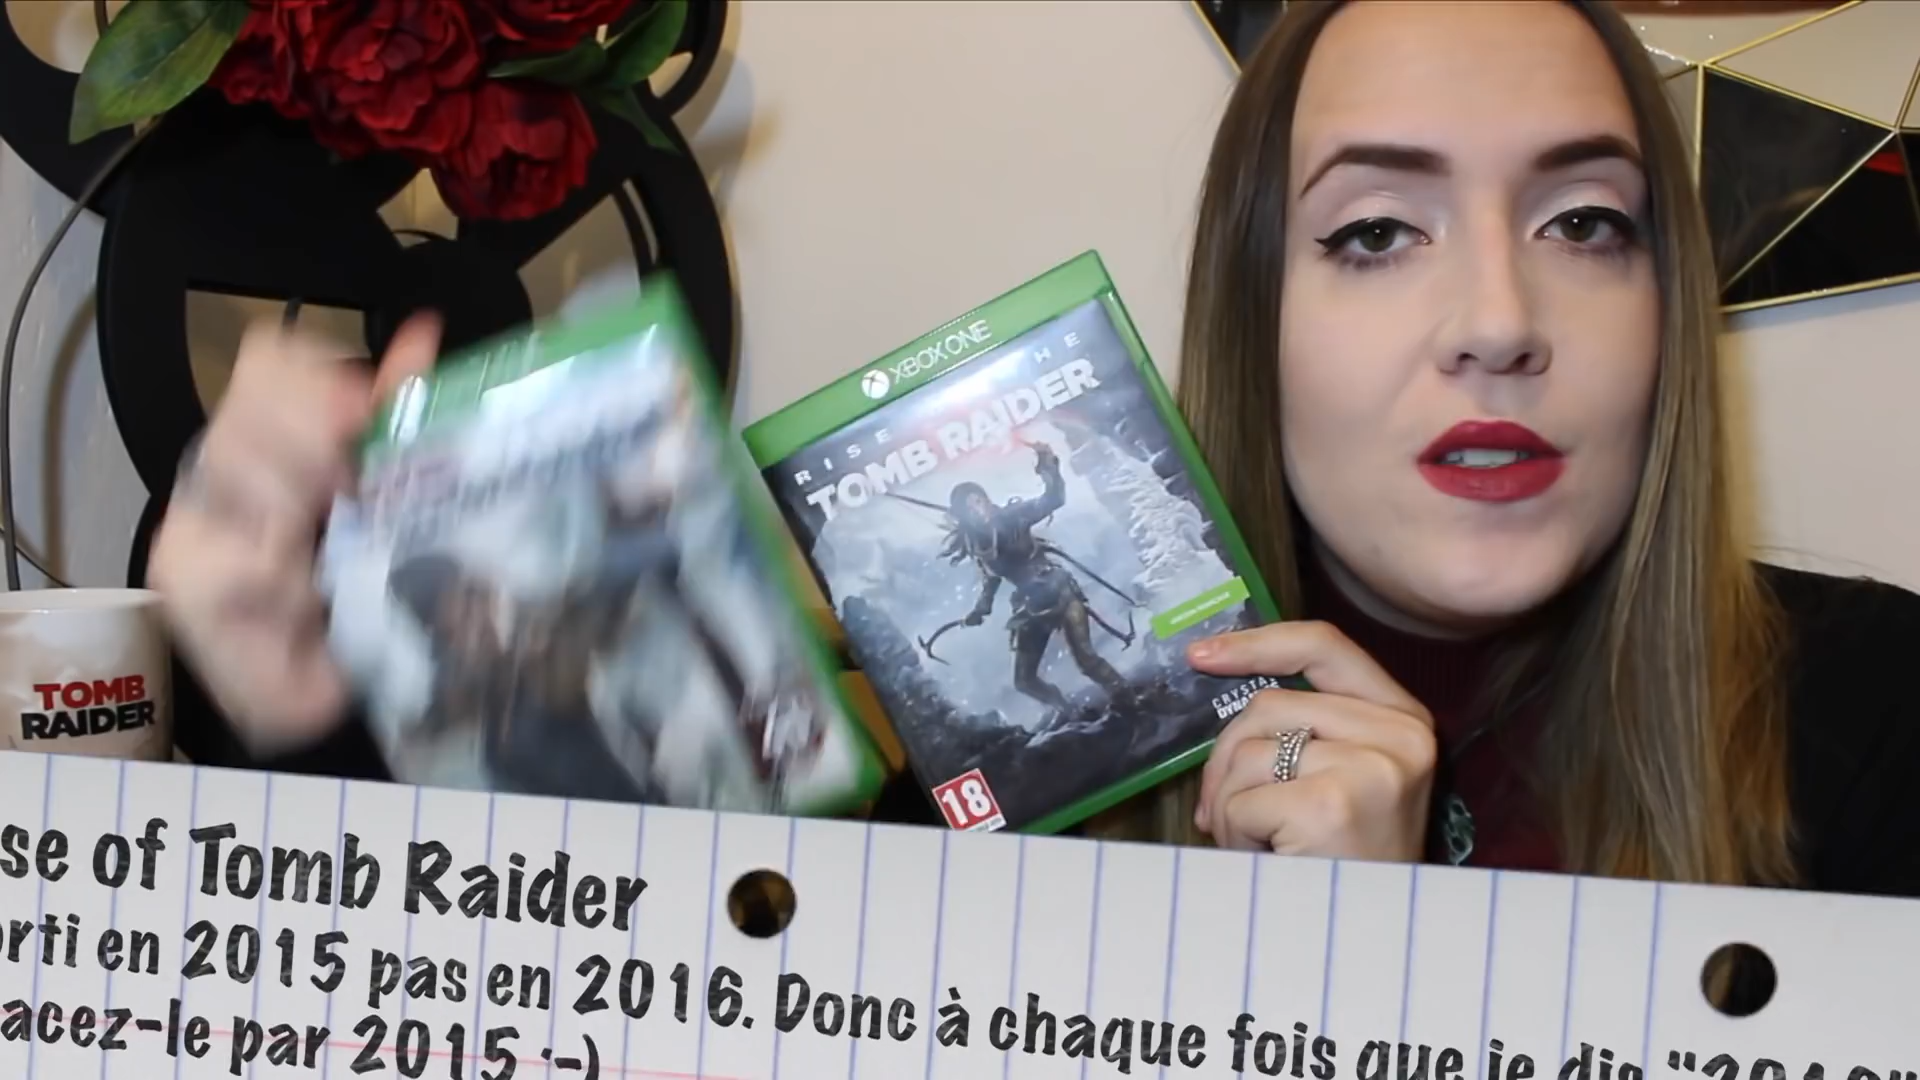 XBOX ONE
RISE THE
TOMB RAIDER
CRYSTAL
18
TOMB
RAIDER
se of Tomb Raider
rti en 2015 pas en 2016. Donc à chaque fois que je dis
acez-le par 2015 :-)